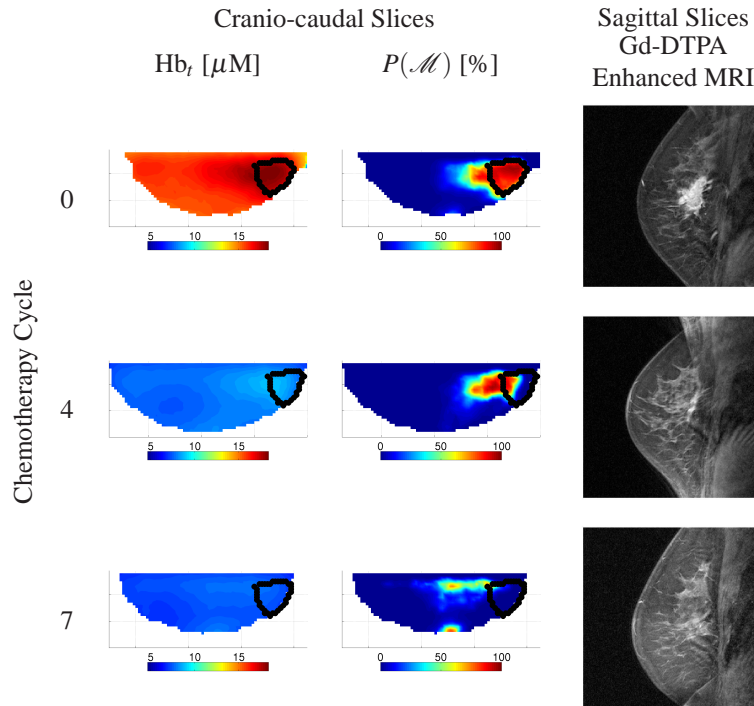 Cranio-caudal Slices
Sagittal Slices
Gd-DTPA
Enhanced MRI
Hbₜ [μM]
P(ℳ) [%]
Chemotherapy Cycle
0
5 10 15
0 50 100
4
5 10 15
0 50 100
7
5 10 15
0 50 100